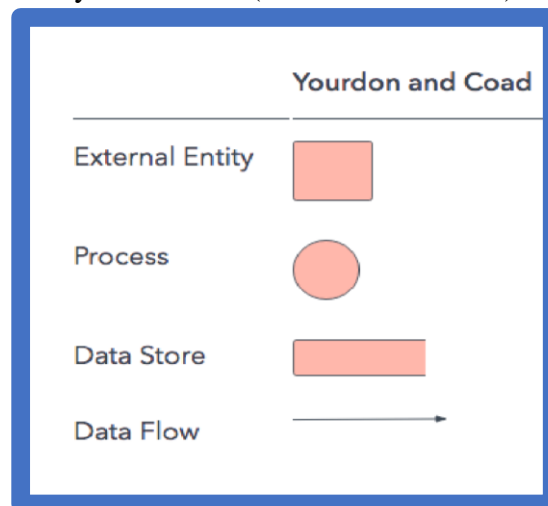 Yourdon and Coad
External Entity
Process
Data Store
Data Flow